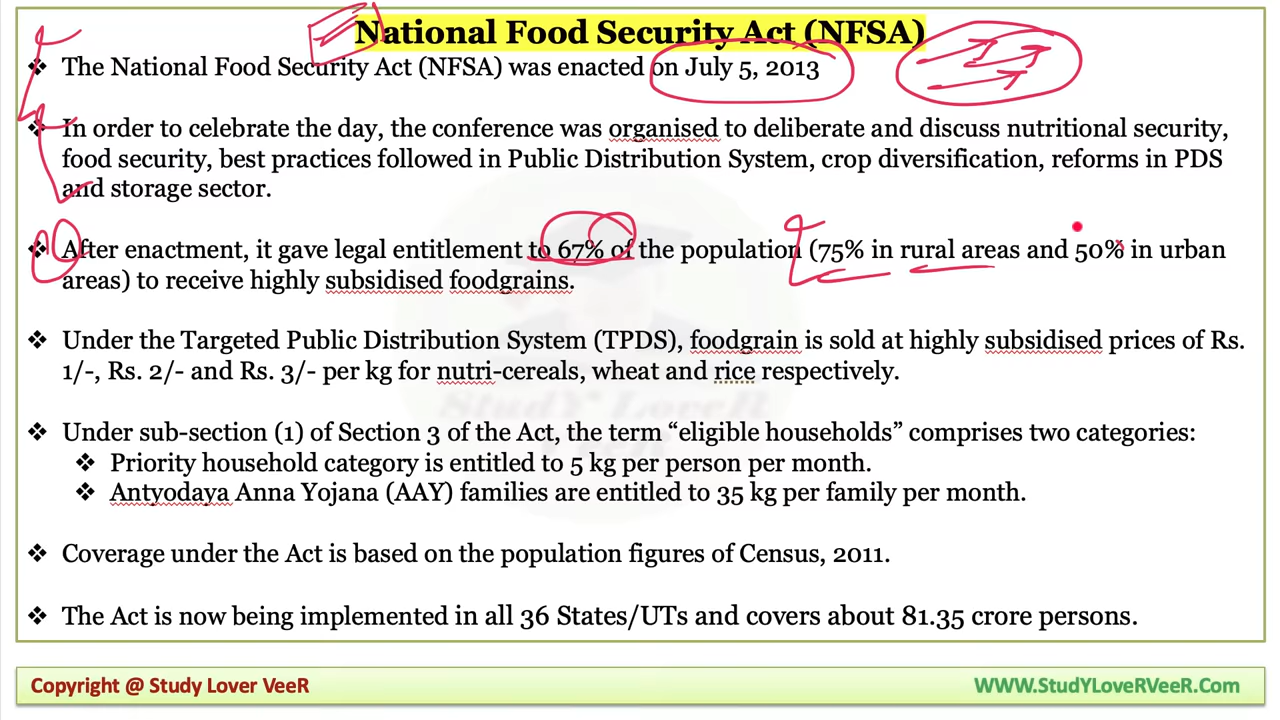 National Food Security Act (NFSA)
❖ The National Food Security Act (NFSA) was enacted on July 5, 2013
❖ In order to celebrate the day, the conference was organised to deliberate and discuss nutritional security,
food security, best practices followed in Public Distribution System, crop diversification, reforms in PDS
and storage sector.
❖ After enactment, it gave legal entitlement to 67% of the population (75% in rural areas and 50% in urban
areas) to receive highly subsidised foodgrains.
❖ Under the Targeted Public Distribution System (TPDS), foodgrain is sold at highly subsidised prices of Rs.
1/-, Rs. 2/- and Rs. 3/- per kg for nutri-cereals, wheat and rice respectively.
❖ Under sub-section (1) of Section 3 of the Act, the term “eligible households” comprises two categories:
❖ Priority household category is entitled to 5 kg per person per month.
❖ Antyodaya Anna Yojana (AAY) families are entitled to 35 kg per family per month.
❖ Coverage under the Act is based on the population figures of Census, 2011.
❖ The Act is now being implemented in all 36 States/UTs and covers about 81.35 crore persons.
StudY LoveR
VeeR
Copyright @ Study Lover VeeR
WWW.StudYLoveRVeeR.Com